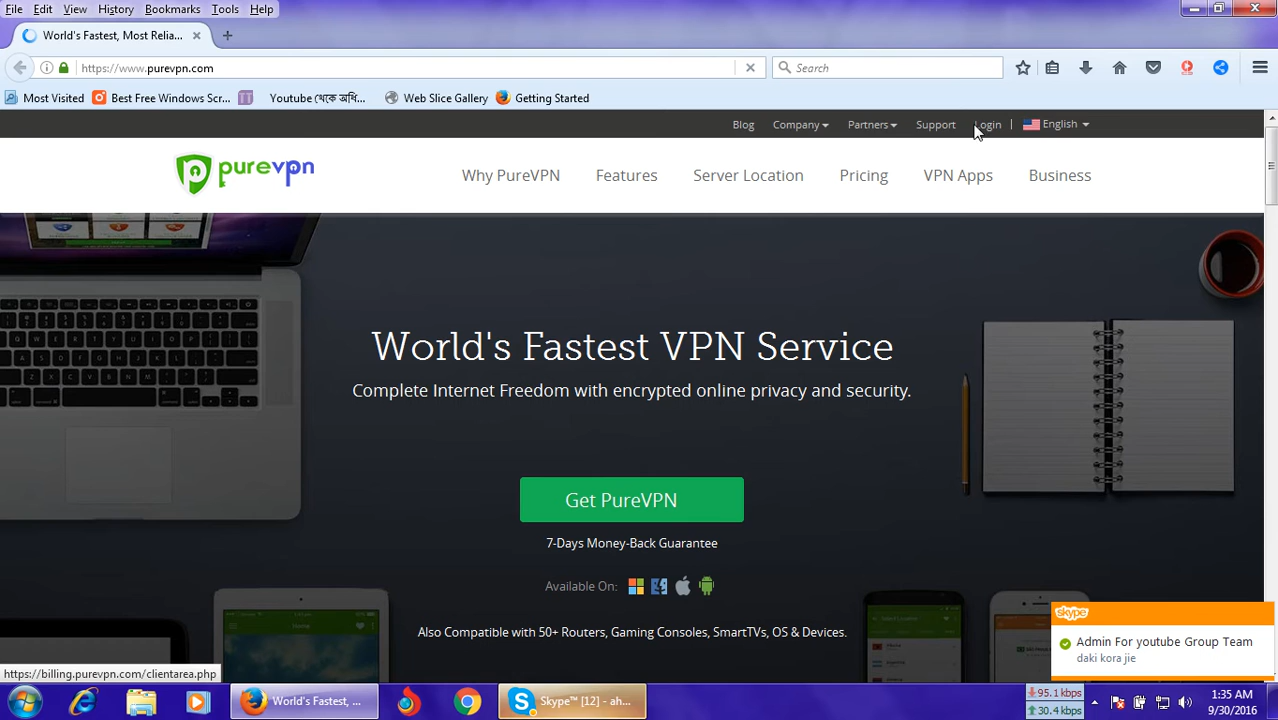 File Edit View History Bookmarks Tools Help
World's Fastest, Most Relia...
https://www.purevpn.com
Search
Most Visited Best Free Windows Scr... Youtube থেকে অধি... Web Slice Gallery Getting Started
Blog Company Partners Support Login | English
purevpn Why PureVPN Features Server Location Pricing VPN Apps Business
World's Fastest VPN Service
Complete Internet Freedom with encrypted online privacy and security.
Get PureVPN
7-Days Money-Back Guarantee
Available On:
Also Compatible with 50+ Routers, Gaming Consoles, SmartTVs, OS & Devices.
skype
Admin For youtube Group Team
daki kora jie
https://billing.purevpn.com/clientarea.php
World's Fastest, ... Skype™ [12] - ah...
95.1 kbps
30.4 kbps
1:35 AM
9/30/2016